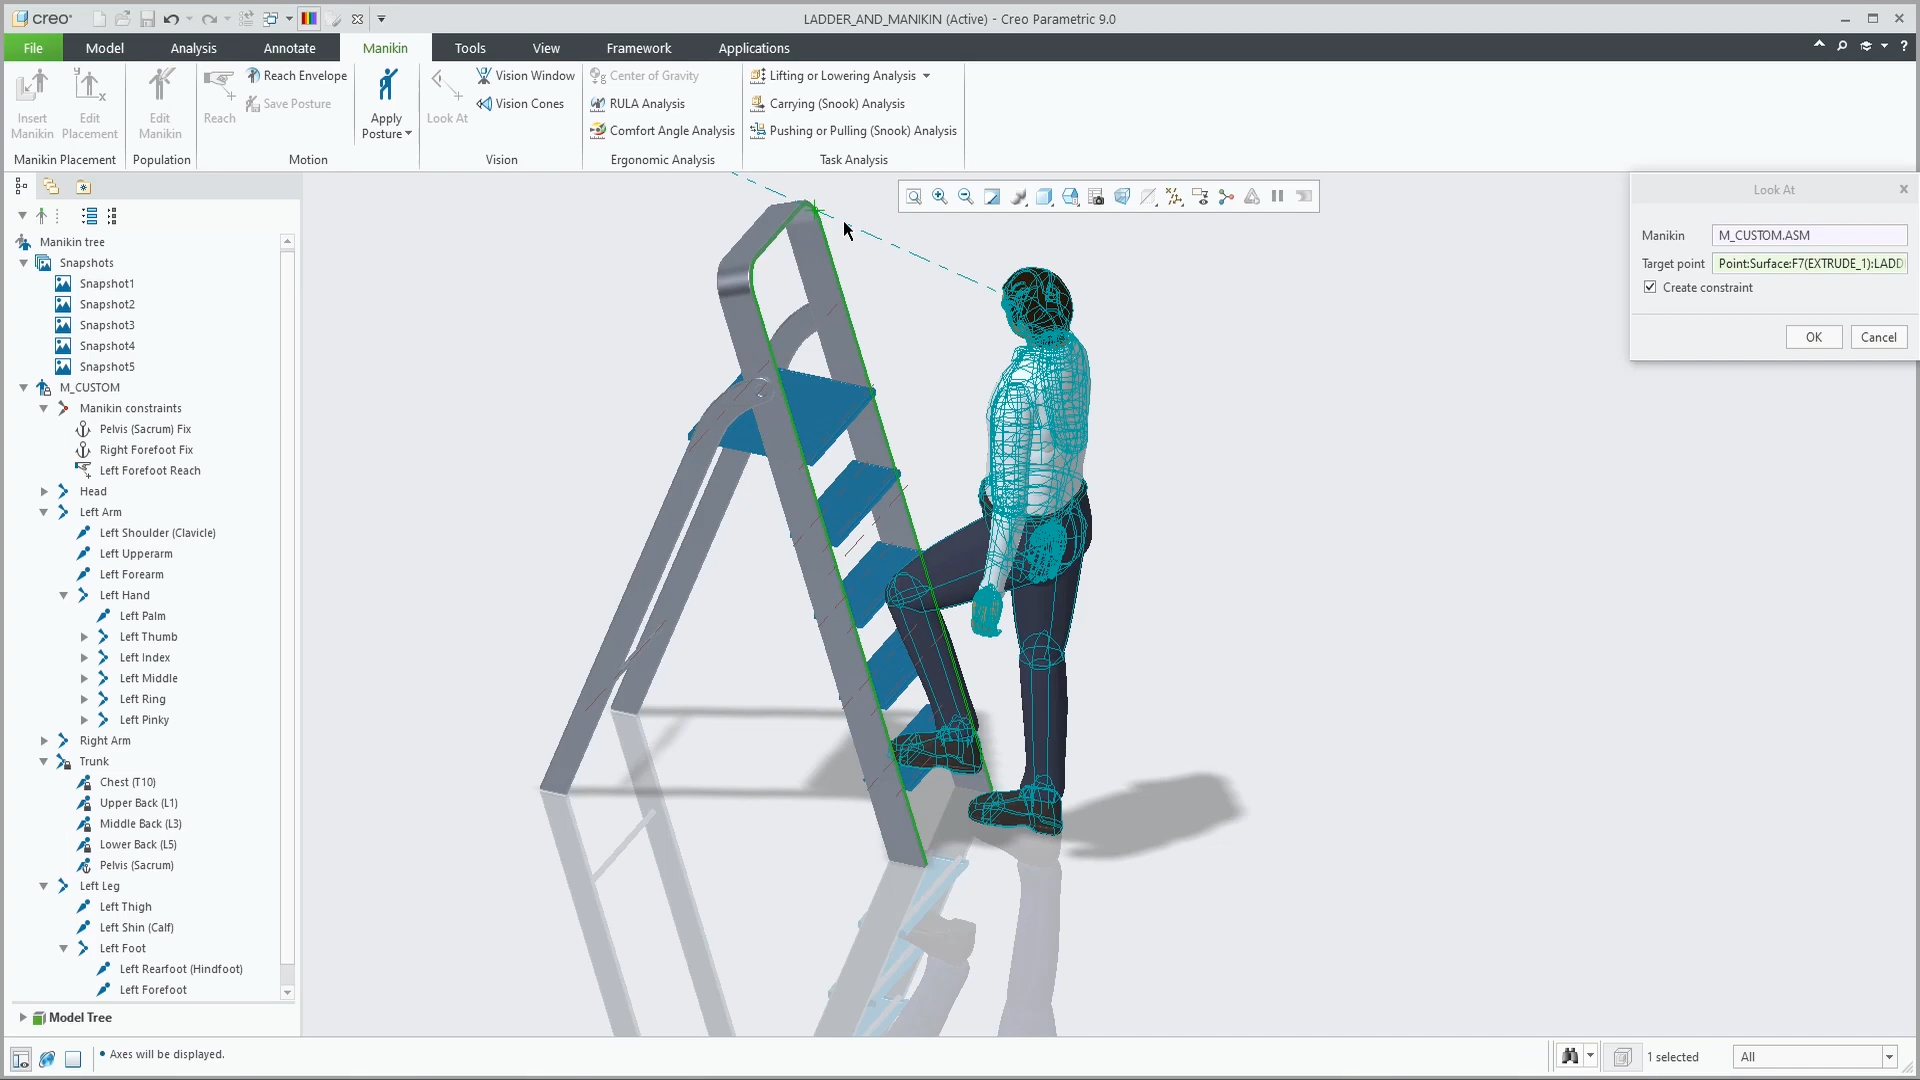 creo
LADDER_AND_MANIKIN (Active) - Creo Parametric 9.0
File
Model
Analysis
Annotate
Manikin
Tools
View
Framework
Applications
Insert Manikin
Edit Placement
Manikin Placement
Edit Manikin
Population
Reach
Reach Envelope
Save Posture
Apply Posture
Motion
Look At
Vision Window
Vision Cones
Vision
Center of Gravity
RULA Analysis
Comfort Angle Analysis
Ergonomic Analysis
Lifting or Lowering Analysis
Carrying (Snook) Analysis
Pushing or Pulling (Snook) Analysis
Task Analysis
Manikin tree
Snapshots
Snapshot1
Snapshot2
Snapshot3
Snapshot4
Snapshot5
M_CUSTOM
Manikin constraints
Pelvis (Sacrum) Fix
Right Forefoot Fix
Left Forefoot Reach
Head
Left Arm
Left Shoulder (Clavicle)
Left Upperarm
Left Forearm
Left Hand
Left Palm
Left Thumb
Left Index
Left Middle
Left Ring
Left Pinky
Right Arm
Trunk
Chest (T10)
Upper Back (L1)
Middle Back (L3)
Lower Back (L5)
Pelvis (Sacrum)
Left Leg
Left Thigh
Left Shin (Calf)
Left Foot
Left Rearfoot (Hindfoot)
Left Forefoot
Model Tree
Look At
Manikin M_CUSTOM.ASM
Target point Point:Surface:F7(EXTRUDE_1):LADD
Create constraint
OK
Cancel
• Axes will be displayed.
1 selected
All